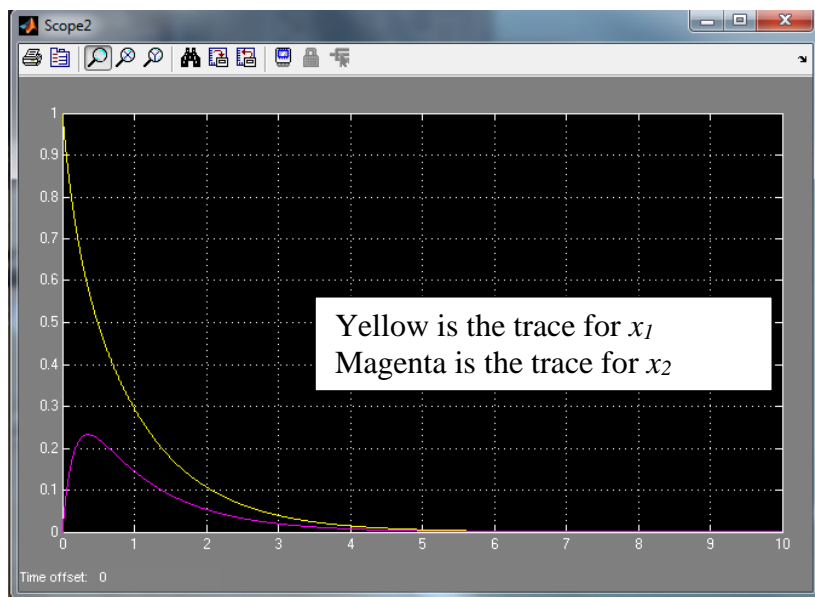 Scope2
1
0.9
0.8
0.7
0.6
0.5
0.4
0.3
0.2
0.1
0
Yellow is the trace for x1
Magenta is the trace for x2
0 1 2 3 4 5 6 7 8 9 10
Time offset: 0